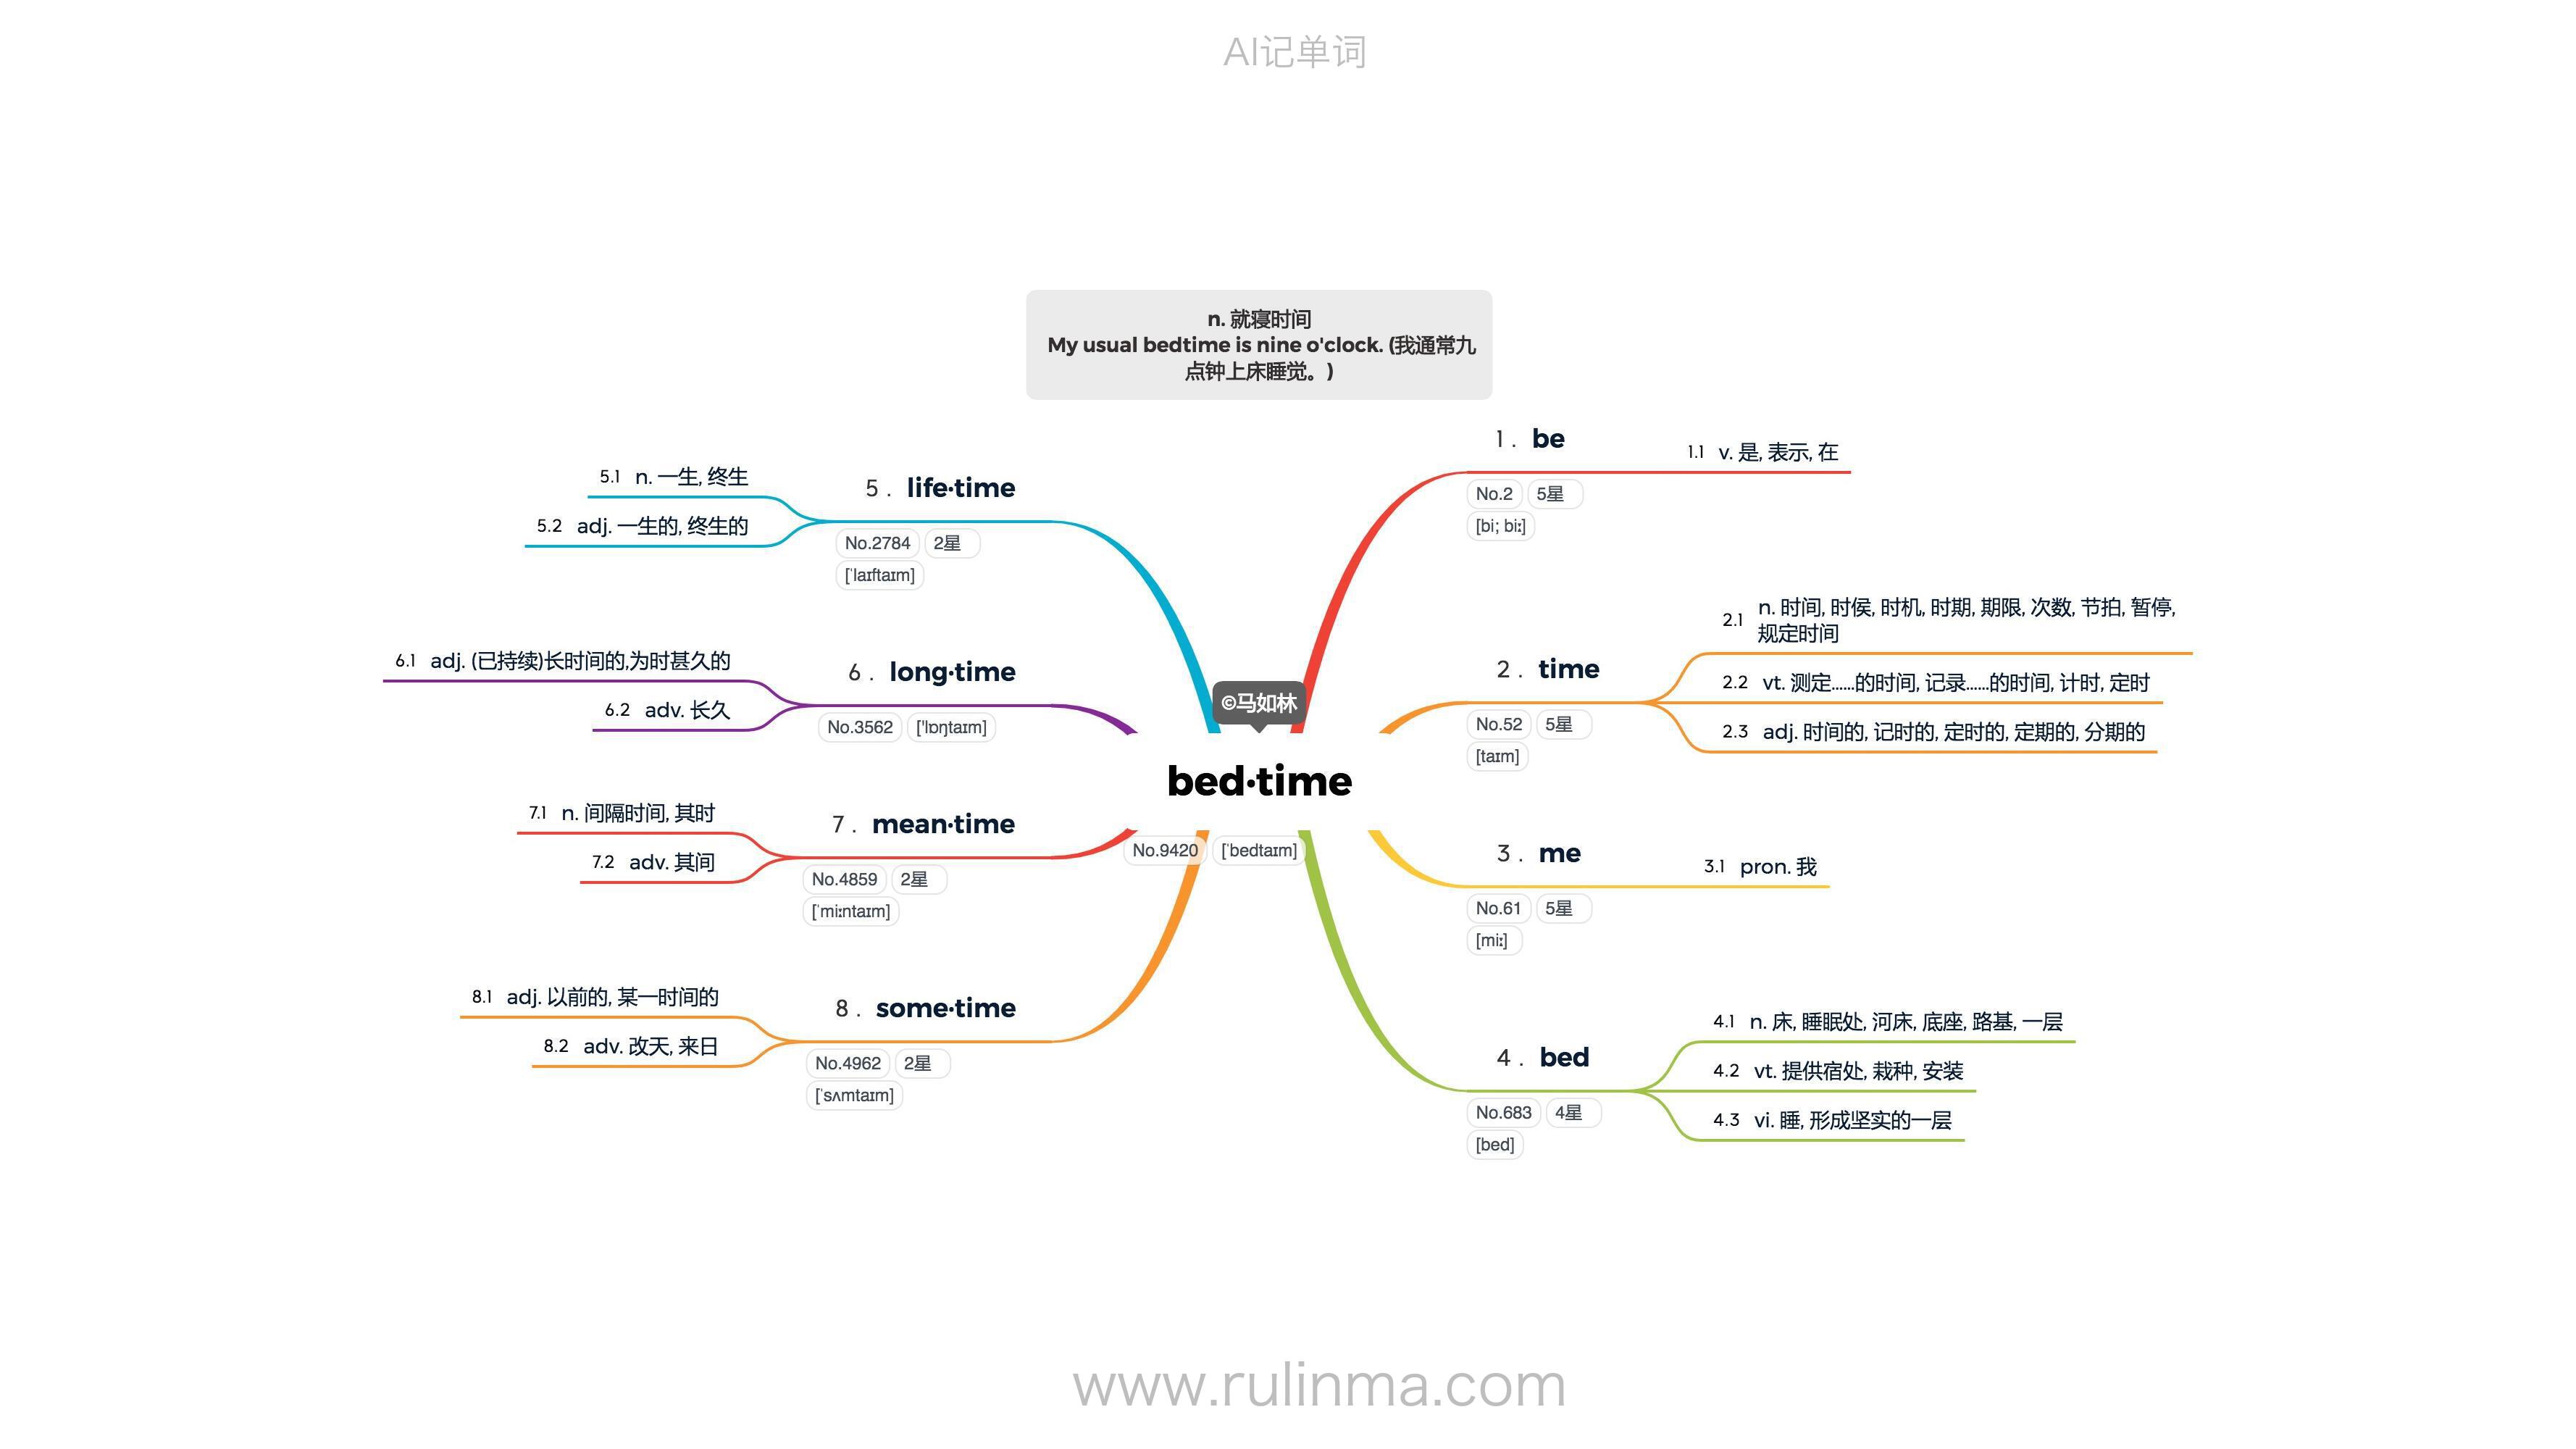 AI记单词
n. 就寝时间
My usual bedtime is nine o'clock. (我通常九
点钟上床睡觉。)
©马如林
bed·time
No.9420 [ˈbedtaɪm]
1 . be
No.2 5星
[bi; biː]
1.1 v. 是, 表示, 在
2 . time
No.52 5星
[taɪm]
2.1 n. 时间, 时侯, 时机, 时期, 期限, 次数, 节拍, 暂停,
规定时间
2.2 vt. 测定......的时间, 记录......的时间, 计时, 定时
2.3 adj. 时间的, 记时的, 定时的, 定期的, 分期的
3 . me
No.61 5星
[miː]
3.1 pron. 我
4 . bed
No.683 4星
[bed]
4.1 n. 床, 睡眠处, 河床, 底座, 路基, 一层
4.2 vt. 提供宿处, 栽种, 安装
4.3 vi. 睡, 形成坚实的一层
5 . life·time
No.2784 2星
[ˈlaɪftaɪm]
5.1 n. 一生, 终生
5.2 adj. 一生的, 终生的
6 . long·time
No.3562 ['lɒŋtaɪm]
6.1 adj. (已持续)长时间的,为时甚久的
6.2 adv. 长久
7 . mean·time
No.4859 2星
[ˈmiːntaɪm]
7.1 n. 间隔时间, 其时
7.2 adv. 其间
8 . some·time
No.4962 2星
[ˈsʌmtaɪm]
8.1 adj. 以前的, 某一时间的
8.2 adv. 改天, 来日
www.rulinma.com